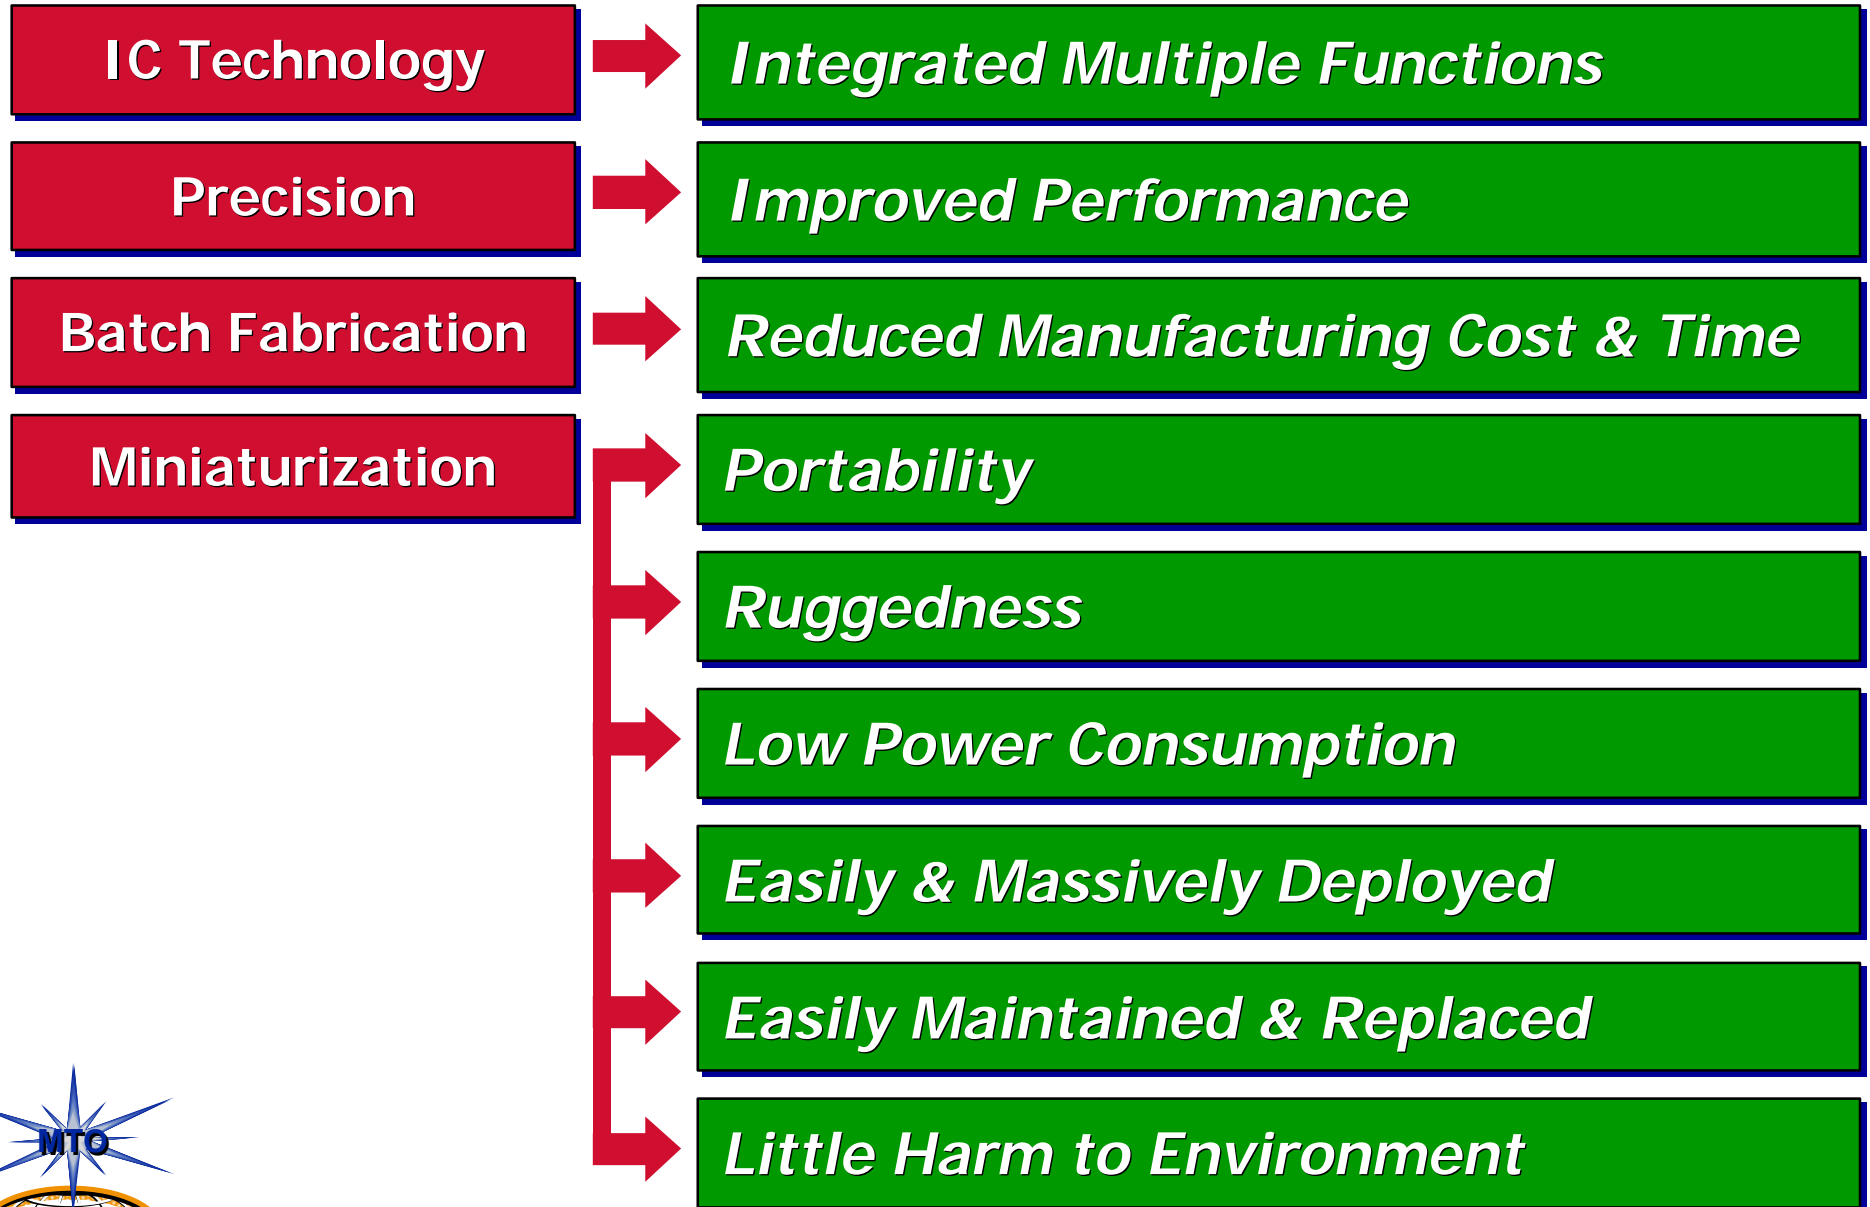 IC Technology
Integrated Multiple Functions
Precision
Improved Performance
Batch Fabrication
Reduced Manufacturing Cost & Time
Miniaturization
Portability
Ruggedness
Low Power Consumption
Easily & Massively Deployed
Easily Maintained & Replaced
Little Harm to Environment
MTO